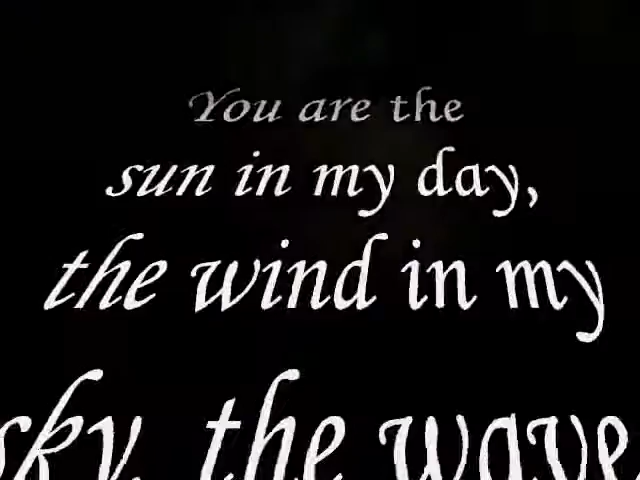 You are the
sun in my day,
the wind in my
sky, the wave